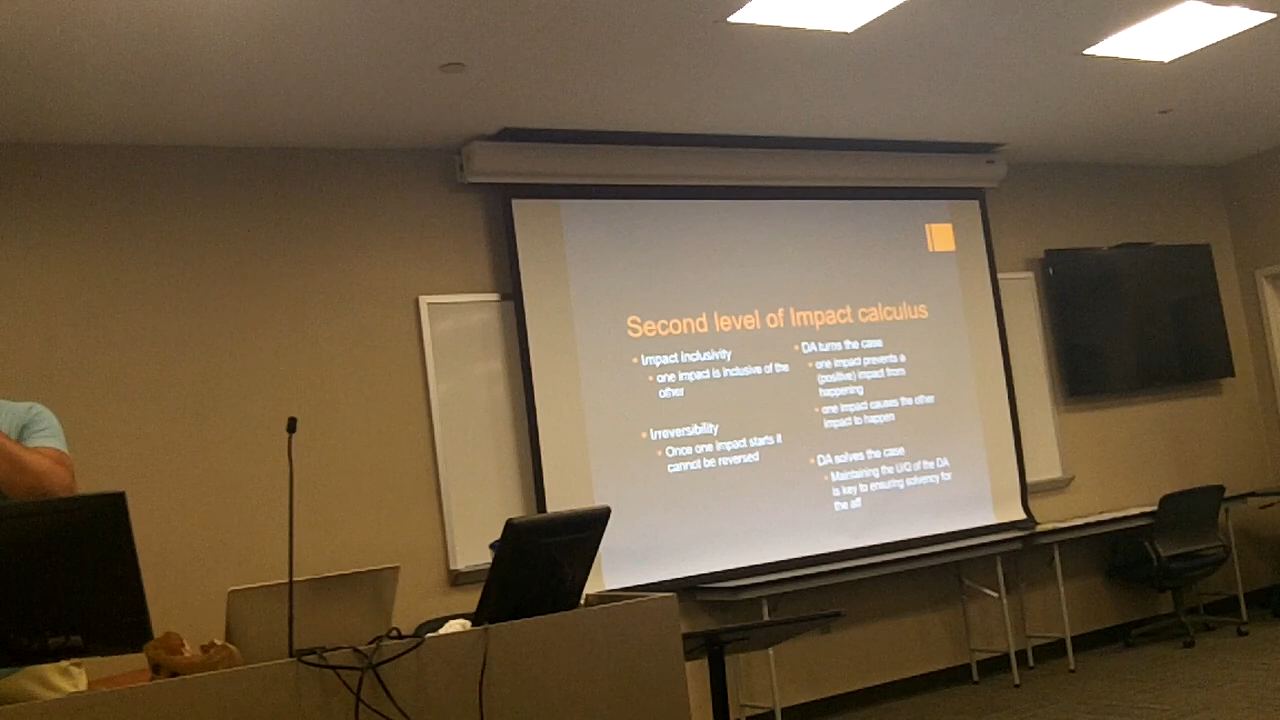 Second level of Impact calculus
Impact inclusivity
one impact is inclusive of the
other
Irreversibility
Once one impact starts it
cannot be reversed
DA turns the case
one impact prevents a
(positive) impact from
happening
one impact causes the other
impact to happen
DA solves the case
Maintaining the U/Q of the DA
is key to ensuring solvency for
the aff